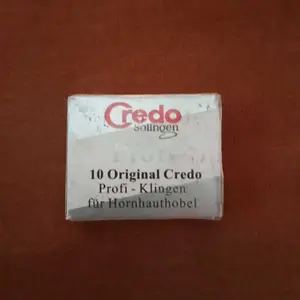 Credo
Solingen
10 Original Credo
Profi - Klingen
für Hornhauthobel